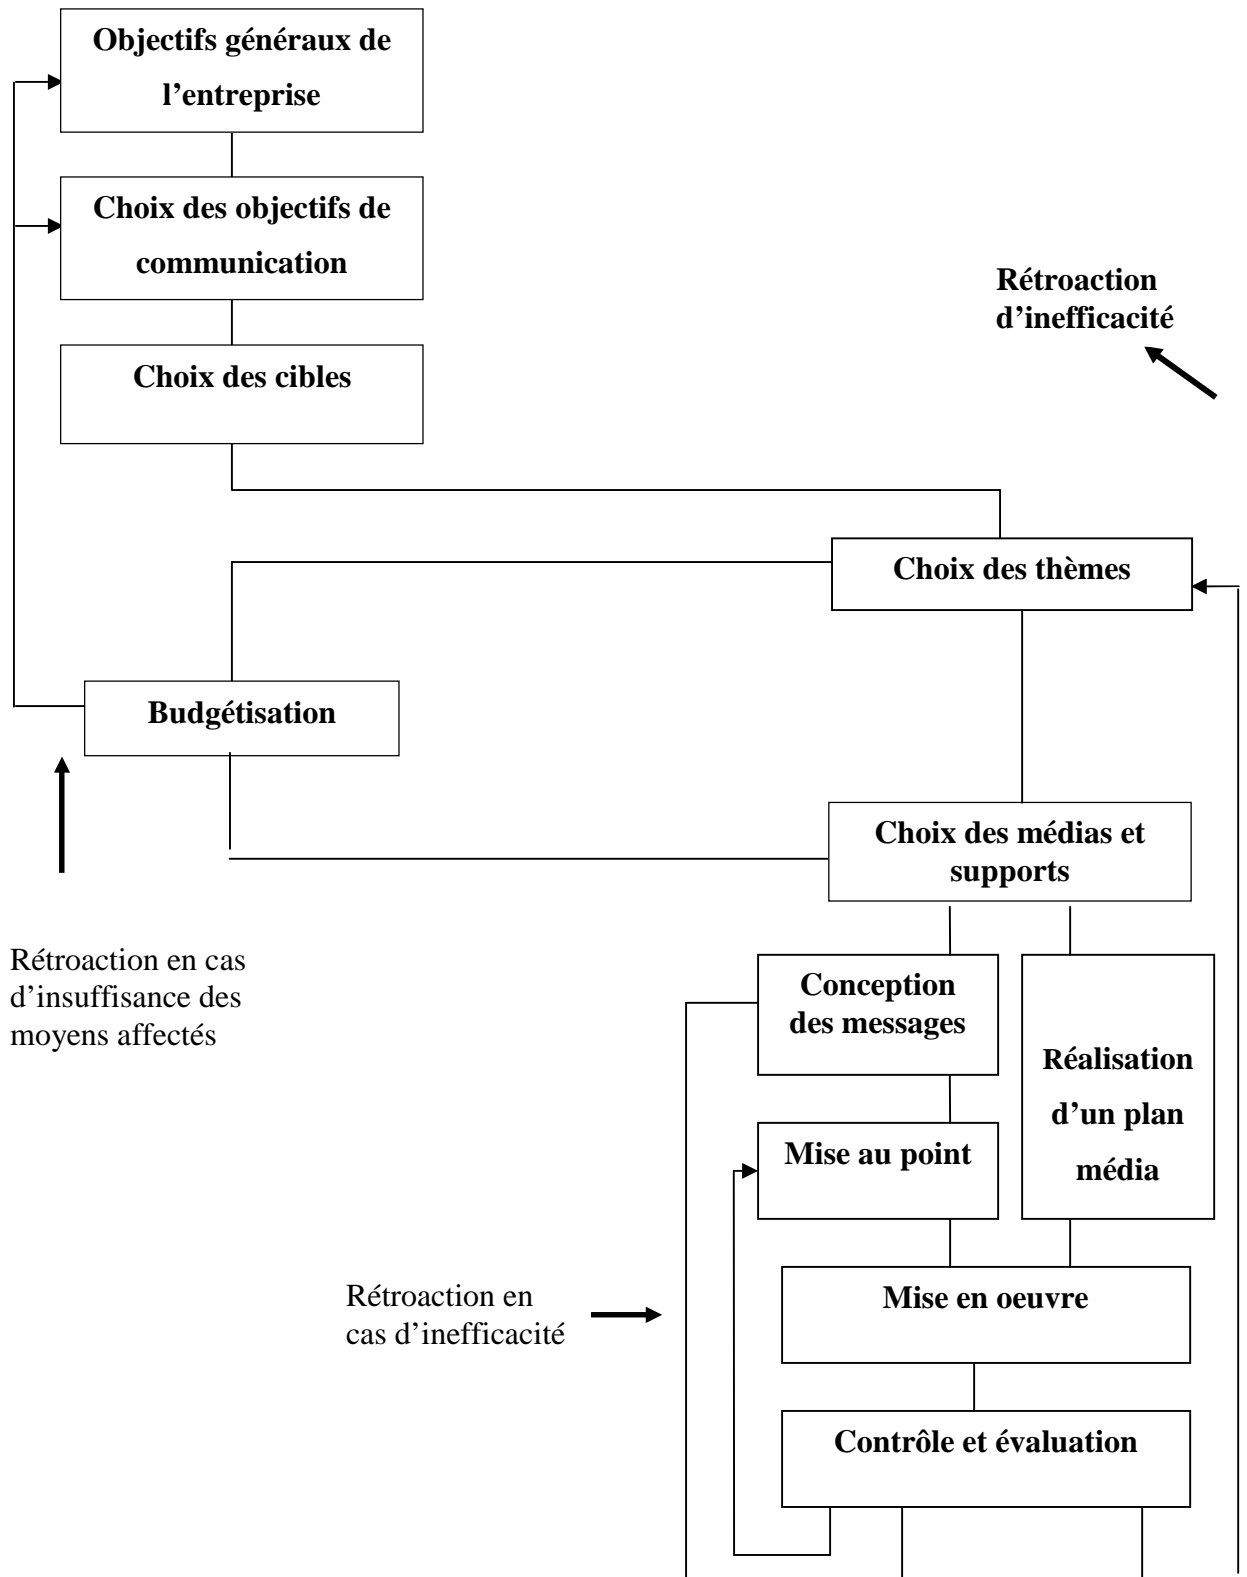 Objectifs généraux de
l’entreprise
Choix des objectifs de
communication
Rétroaction
d’inefficacité
Choix des cibles
Choix des thèmes
Budgétisation
Choix des médias et
supports
Rétroaction en cas
d’insuffisance des
moyens affectés
Conception
des messages
Réalisation
d’un plan
média
Mise au point
Rétroaction en
cas d’inefficacité
Mise en oeuvre
Contrôle et évaluation